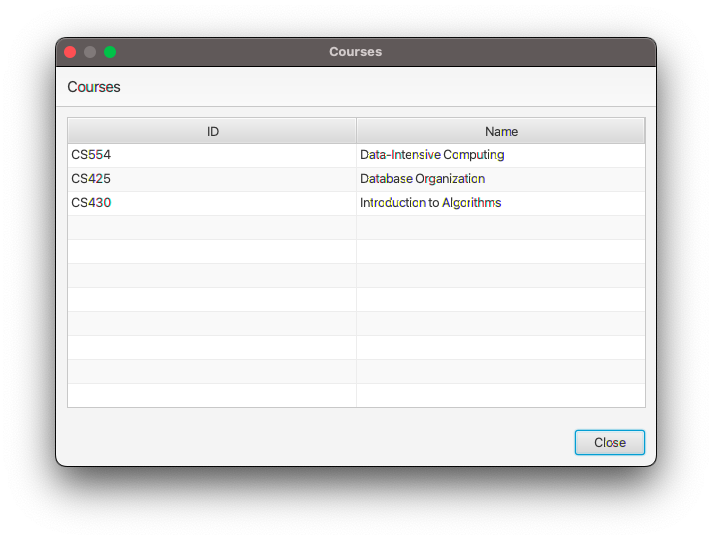 Courses
Courses
ID Name
CS554 Data-Intensive Computing
CS425 Database Organization
CS430 Introduction to Algorithms
Close